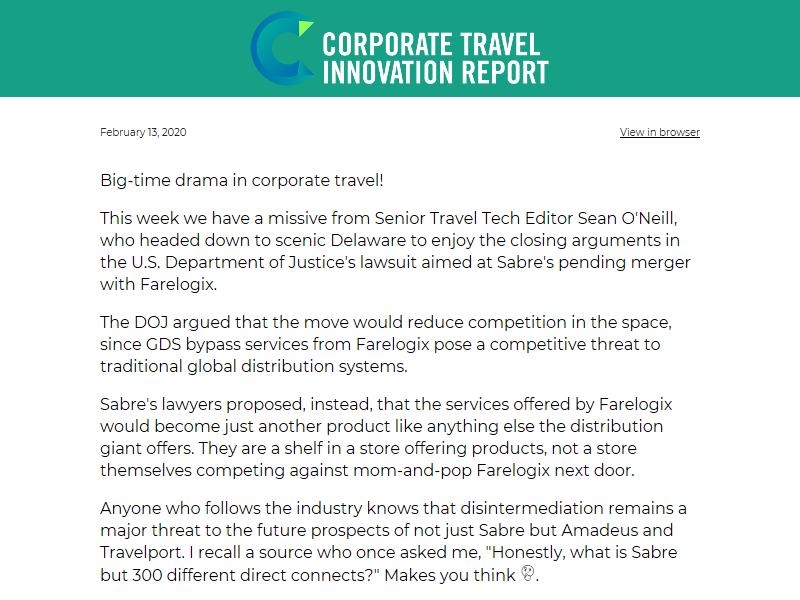 CORPORATE TRAVEL
INNOVATION REPORT
February 13, 2020
View in browser
Big-time drama in corporate travel!
This week we have a missive from Senior Travel Tech Editor Sean O'Neill,
who headed down to scenic Delaware to enjoy the closing arguments in
the U.S. Department of Justice's lawsuit aimed at Sabre's pending merger
with Farelogix.
The DOJ argued that the move would reduce competition in the space,
since GDS bypass services from Farelogix pose a competitive threat to
traditional global distribution systems.
Sabre's lawyers proposed, instead, that the services offered by Farelogix
would become just another product like anything else the distribution
giant offers. They are a shelf in a store offering products, not a store
themselves competing against mom-and-pop Farelogix next door.
Anyone who follows the industry knows that disintermediation remains a
major threat to the future prospects of not just Sabre but Amadeus and
Travelport. I recall a source who once asked me, "Honestly, what is Sabre
but 300 different direct connects?" Makes you think 🤔.